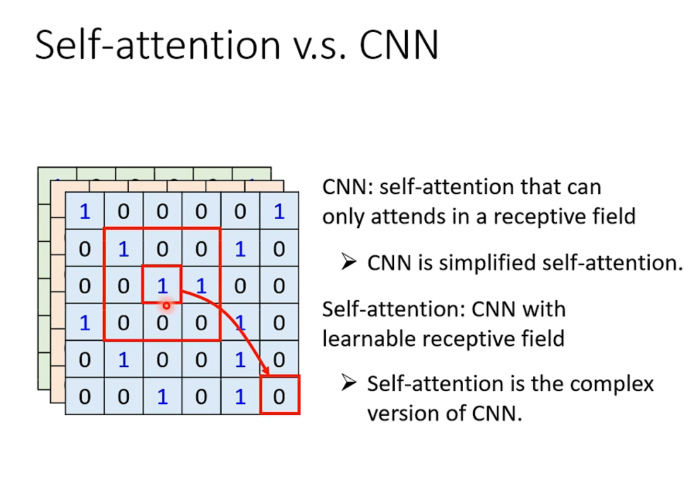 Self-attention v.s. CNN
1 0 0 0 0 1
0 1 0 0 1 0
0 0 1 1 0 0
1 0 0 0 1 0
0 1 0 0 1 0
0 0 1 0 1 0
CNN: self-attention that can
only attends in a receptive field
➢ CNN is simplified self-attention.
Self-attention: CNN with
learnable receptive field
➢ Self-attention is the complex
version of CNN.